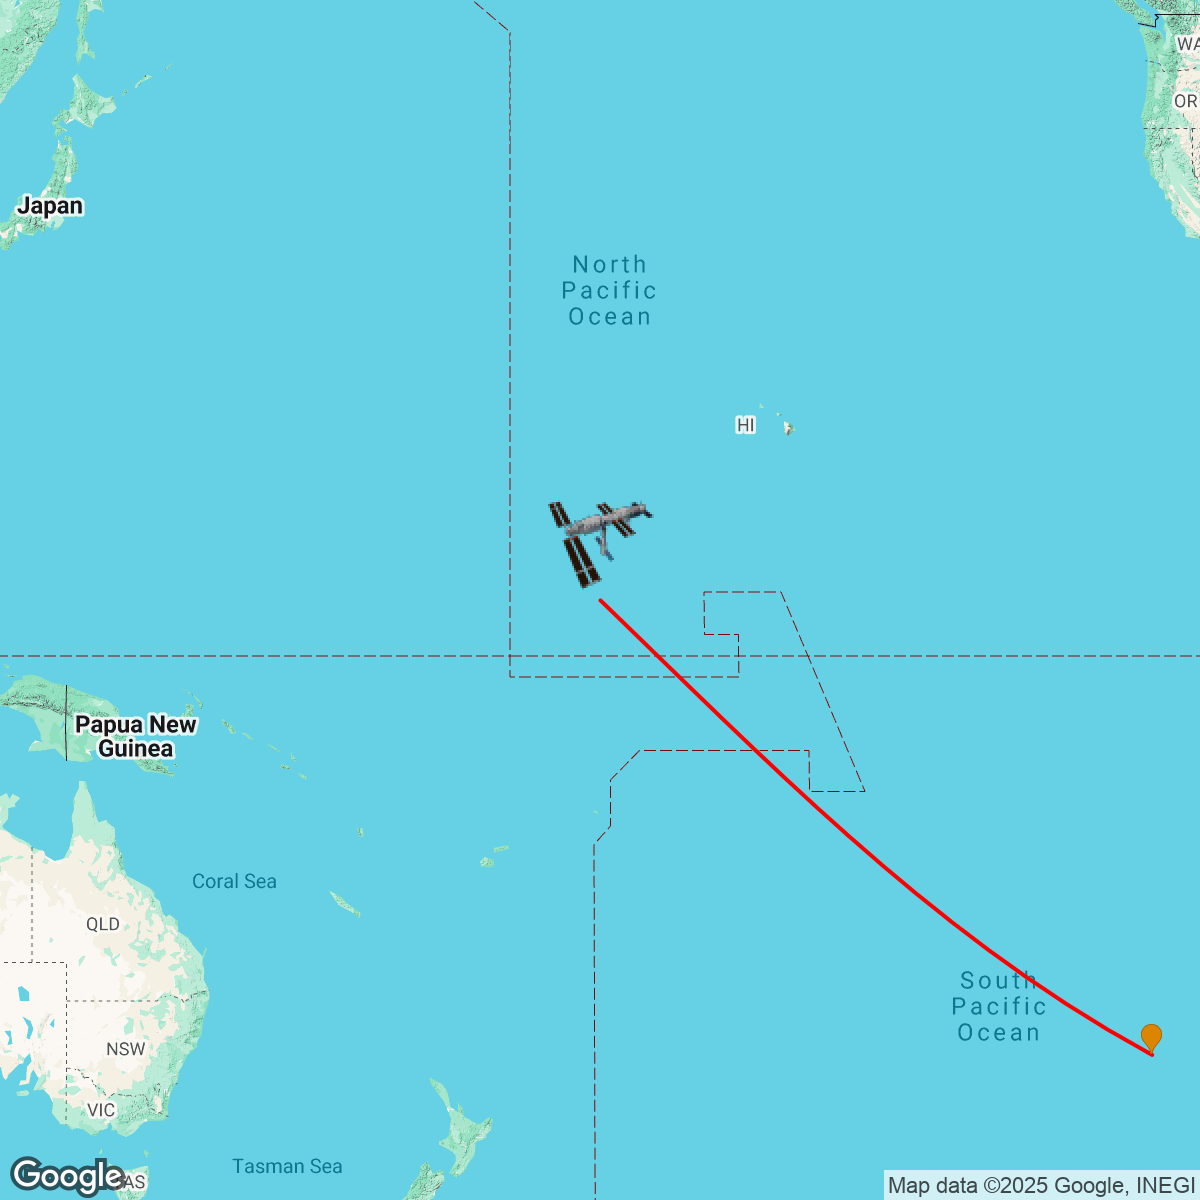 WA
OR
Japan
North
Pacific
Ocean
HI
Papua New
Guinea
Coral Sea
QLD
South
Pacific
Ocean
NSW
VIC
Tasman Sea
Google
AS
Map data ©2025 Google, INEGI